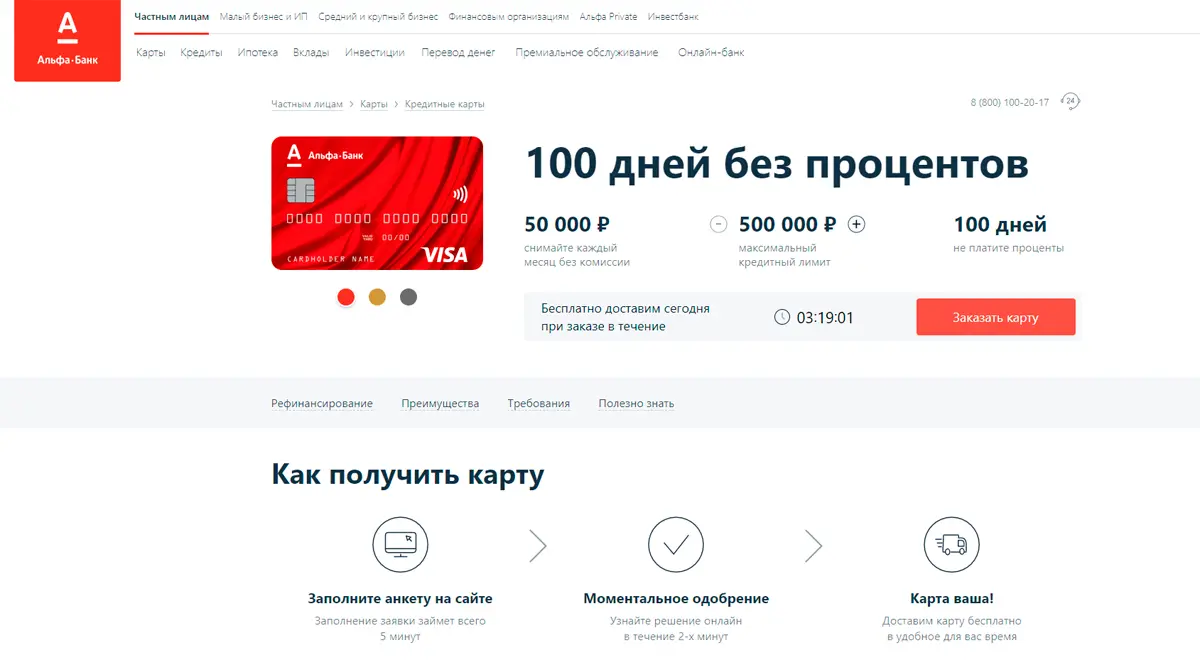 Альфа·Банк
Частным лицам Малый бизнес и ИП Средний и крупный бизнес Финансовым организациям Альфа Private Инвестбанк
Карты Кредиты Ипотека Вклады Инвестиции Перевод денег Премиальное обслуживание Онлайн-банк
Частным лицам > Карты > Кредитные карты
8 (800) 100-20-17 24
Альфа·Банк
0000 0000 0000 0000
00/00
CARDHOLDER NAME
VISA
100 дней без процентов
50 000 ₽
снимайте каждый
месяц без комиссии
− 500 000 ₽ +
максимальный
кредитный лимит
100 дней
не платите проценты
Бесплатно доставим сегодня
при заказе в течение
03:19:01
Заказать карту
Рефинансирование Преимущества Требования Полезно знать
Как получить карту
Заполните анкету на сайте
Заполнение заявки займет всего
5 минут
Моментальное одобрение
Узнайте решение онлайн
в течение 2-х минут
Карта ваша!
Доставим карту бесплатно
в удобное для вас время